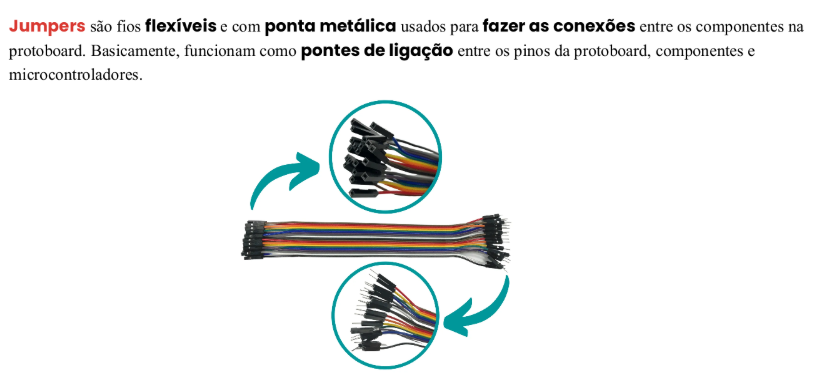 Jumpers são fios flexíveis e com ponta metálica usados para fazer as conexões entre os componentes na
protoboard. Basicamente, funcionam como pontes de ligação entre os pinos da protoboard, componentes e
microcontroladores.